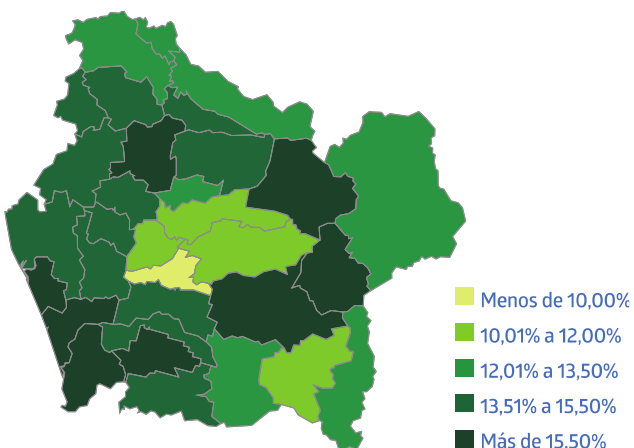 Menos de 10,00%
10,01% a 12,00%
12,01% a 13,50%
13,51% a 15,50%
Más de 15,50%